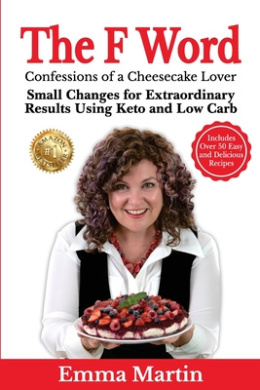 The F Word
Confessions of a Cheesecake Lover
Small Changes for Extraordinary
Results Using Keto and Low Carb
Includes
Over 50 Easy
and Delicious
Recipes
#1
Emma Martin